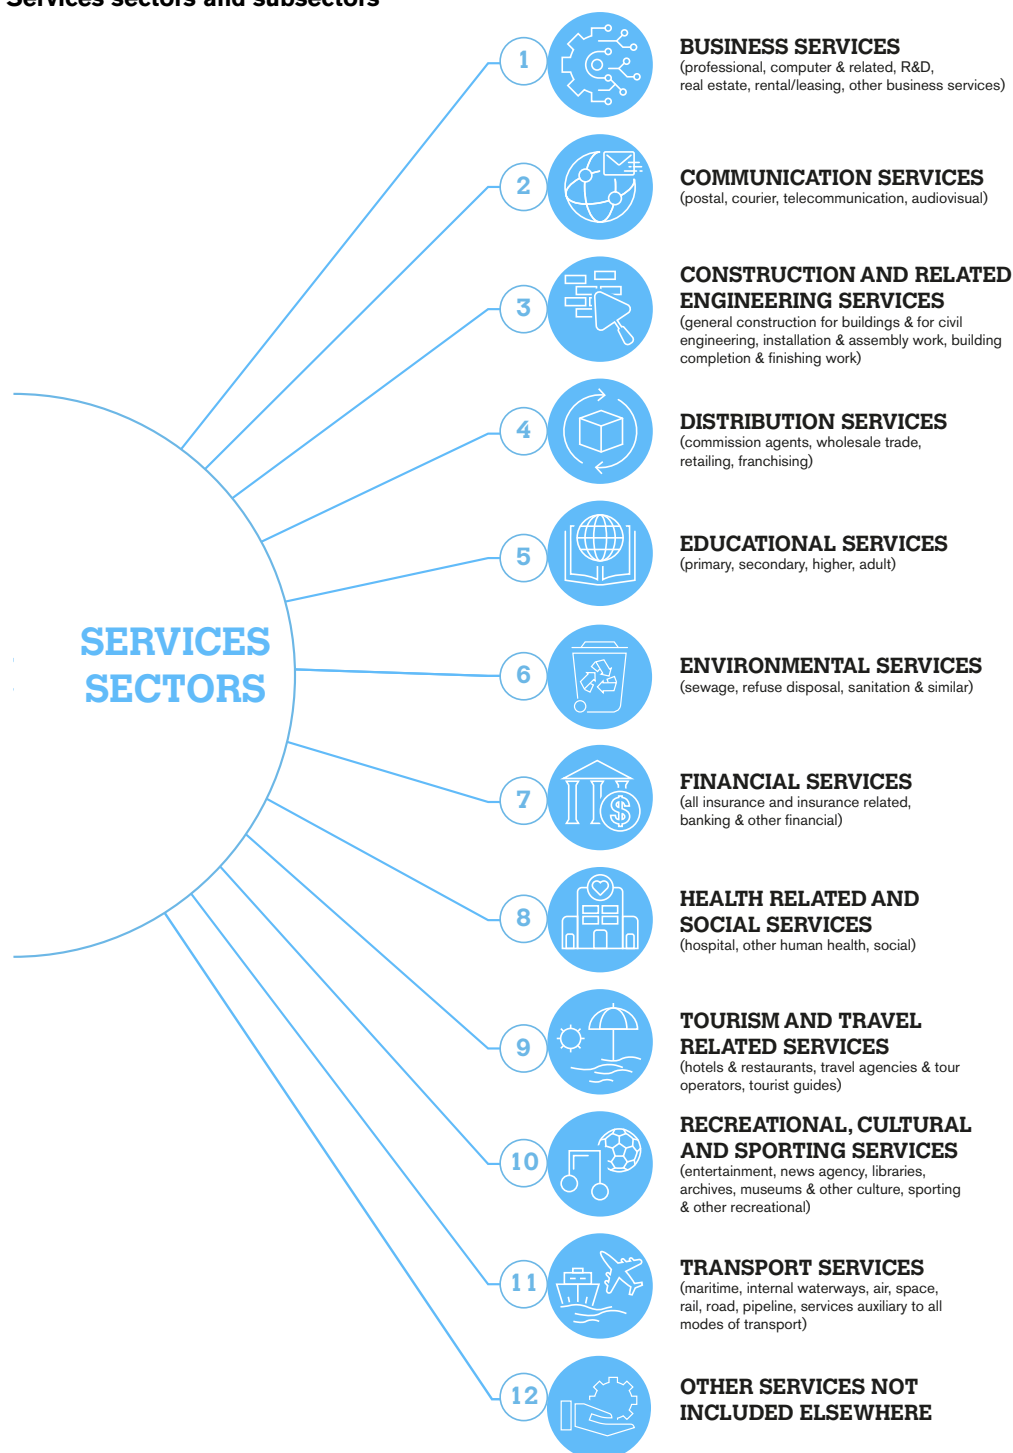 Services sectors and subsectors
SERVICES
SECTORS
1
BUSINESS SERVICES
(professional, computer & related, R&D,
real estate, rental/leasing, other business services)
2
COMMUNICATION SERVICES
(postal, courier, telecommunication, audiovisual)
3
CONSTRUCTION AND RELATED
ENGINEERING SERVICES
(general construction for buildings & for civil
engineering, installation & assembly work, building
completion & finishing work)
4
DISTRIBUTION SERVICES
(commission agents, wholesale trade,
retailing, franchising)
5
EDUCATIONAL SERVICES
(primary, secondary, higher, adult)
6
ENVIRONMENTAL SERVICES
(sewage, refuse disposal, sanitation & similar)
7
$
FINANCIAL SERVICES
(all insurance and insurance related,
banking & other financial)
8
HEALTH RELATED AND
SOCIAL SERVICES
(hospital, other human health, social)
9
TOURISM AND TRAVEL
RELATED SERVICES
(hotels & restaurants, travel agencies & tour
operators, tourist guides)
10
RECREATIONAL, CULTURAL
AND SPORTING SERVICES
(entertainment, news agency, libraries,
archives, museums & other culture, sporting
& other recreational)
11
TRANSPORT SERVICES
(maritime, internal waterways, air, space,
rail, road, pipeline, services auxiliary to all
modes of transport)
12
OTHER SERVICES NOT
INCLUDED ELSEWHERE